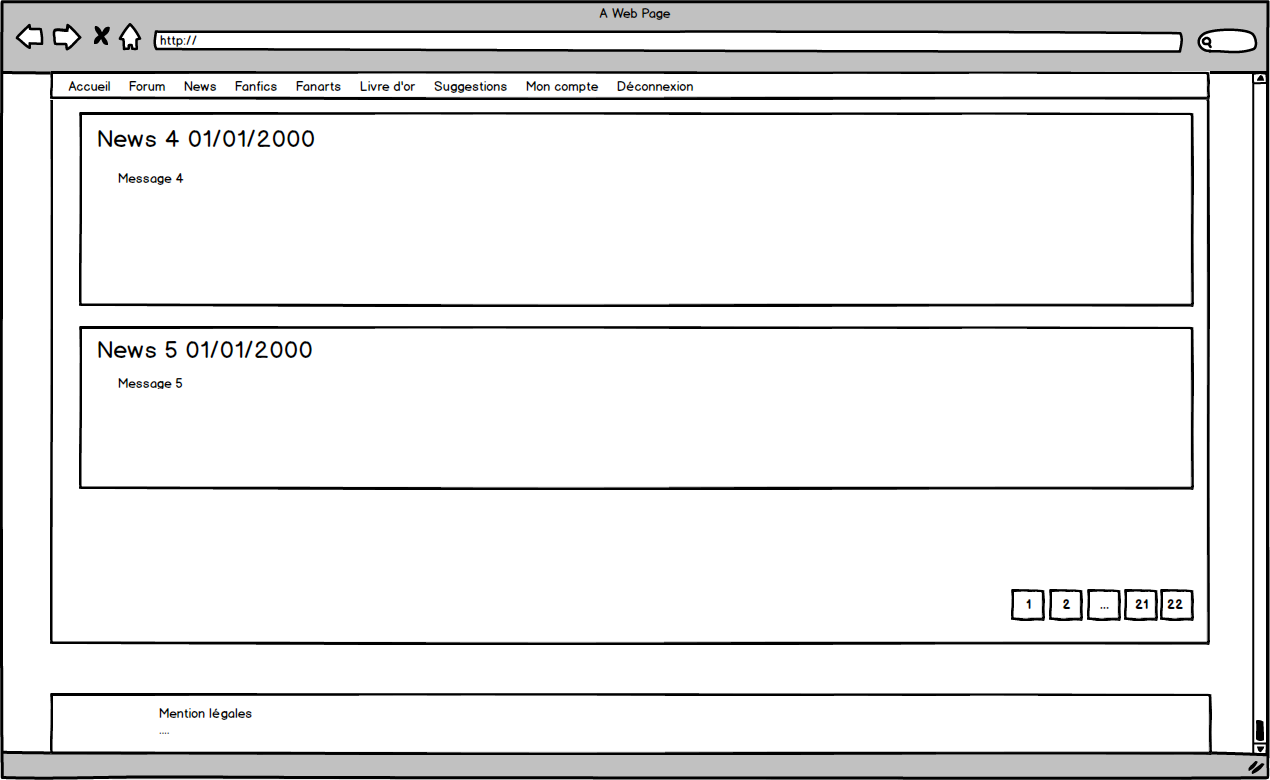 A Web Page
http://
Accueil Forum News Fanfics Fanarts Livre d'or Suggestions Mon compte Déconnexion
News 4 01/01/2000
Message 4
News 5 01/01/2000
Message 5
1 2 ... 21 22
Mention légales
....